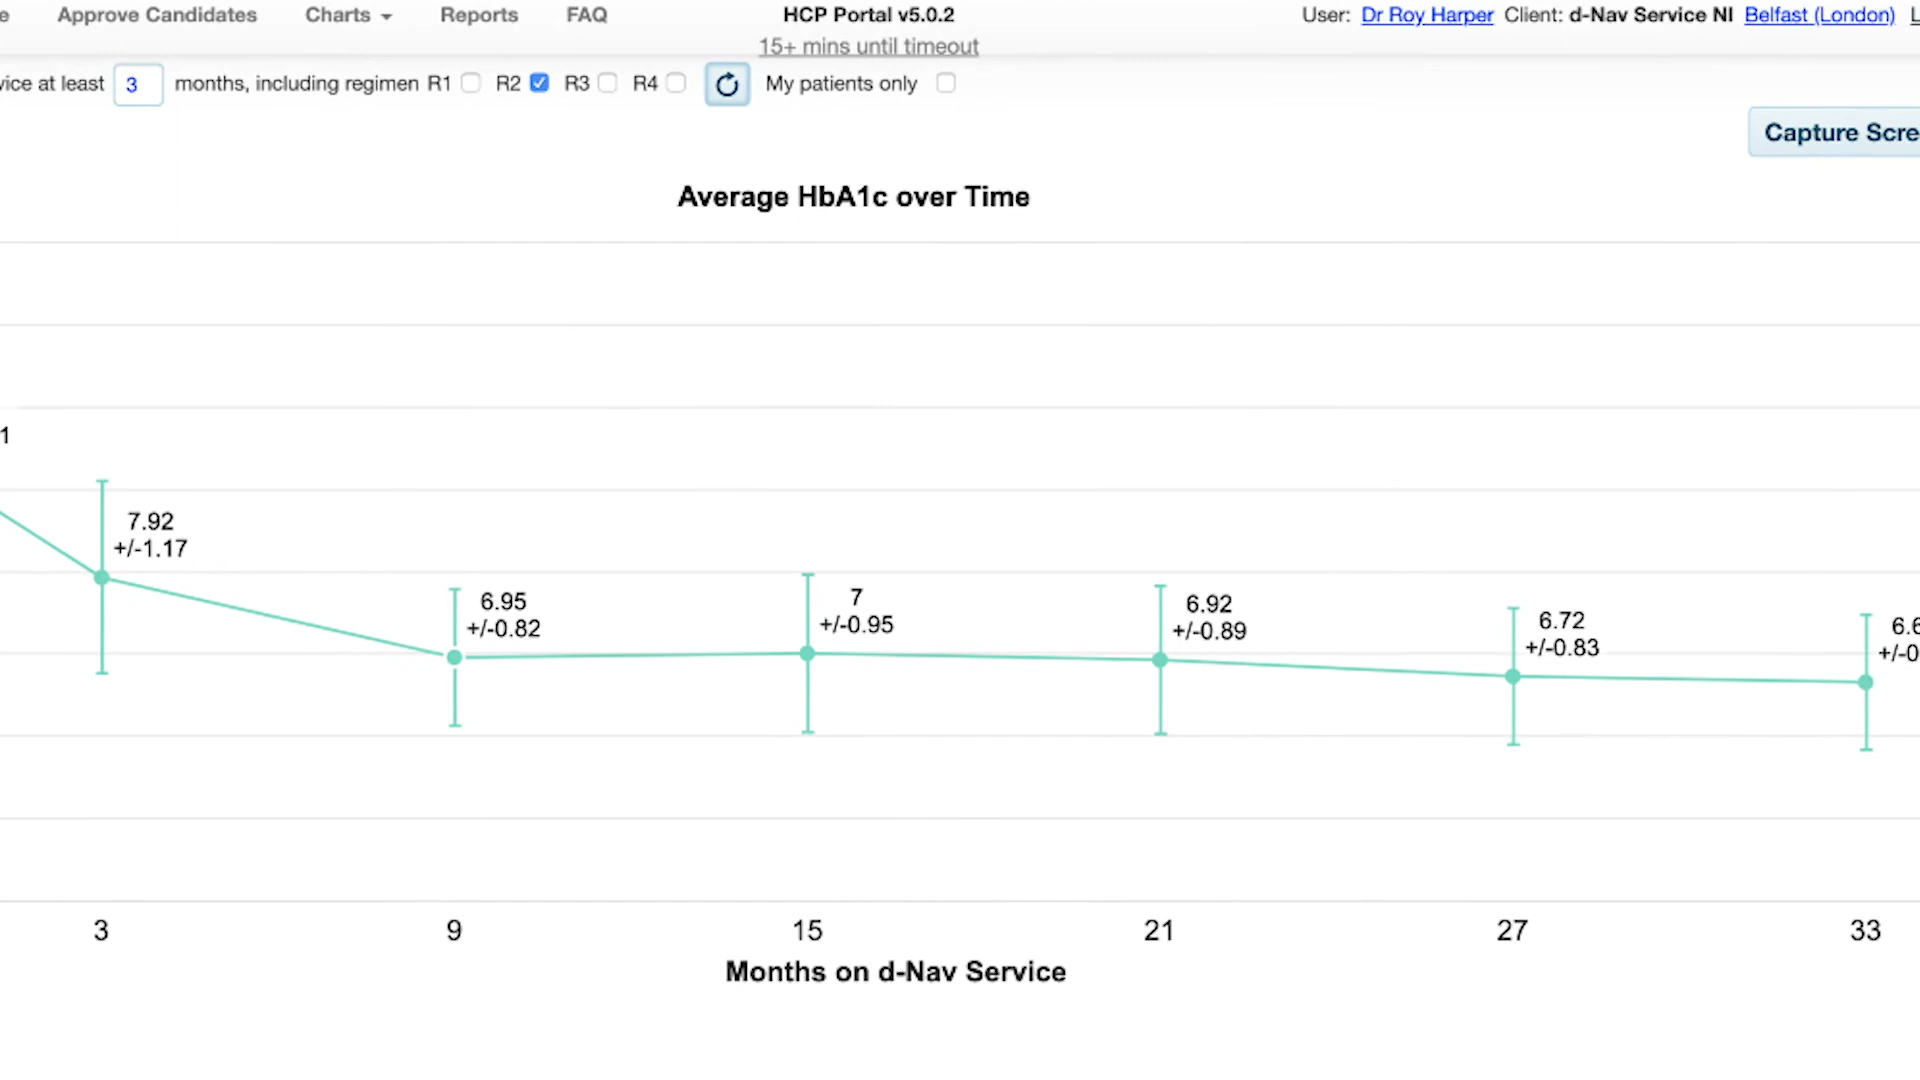 Approve Candidates Charts Reports FAQ HCP Portal v5.0.2 User: Dr Roy Harper Client: d-Nav Service NI Belfast (London)
15+ mins until timeout
at least 3 months, including regimen R1 R2 R3 R4 My patients only
Capture
Average HbA1c over Time
7.92
+/-1.17
6.95
+/-0.82
7
+/-0.95
6.92
+/-0.89
6.72
+/-0.83
3 9 15 21 27 33
Months on d-Nav Service